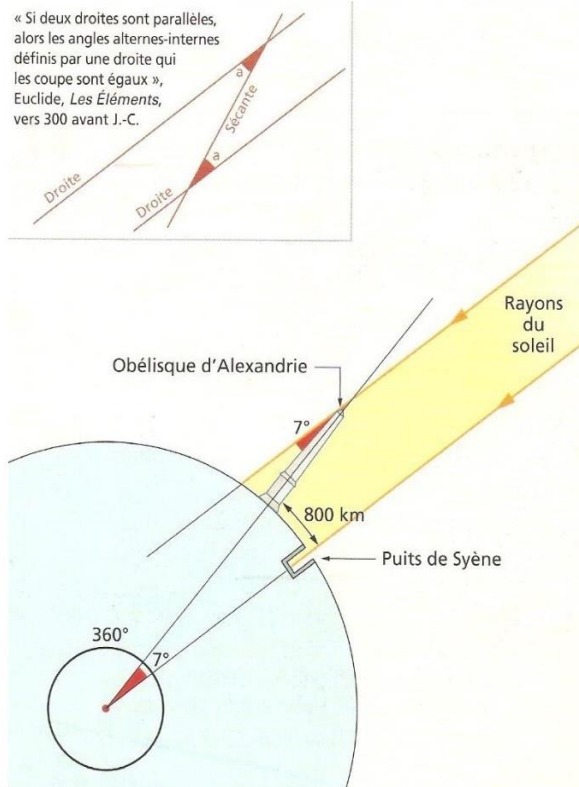 « Si deux droites sont parallèles,
alors les angles alternes-internes
définis par une droite qui
les coupe sont égaux »,
Euclide, Les Éléments,
vers 300 avant J.-C.
a
Sécante
a
Droite
Droite
Rayons
du
soleil
Obélisque d'Alexandrie
7°
800 km
Puits de Syène
360°
7°